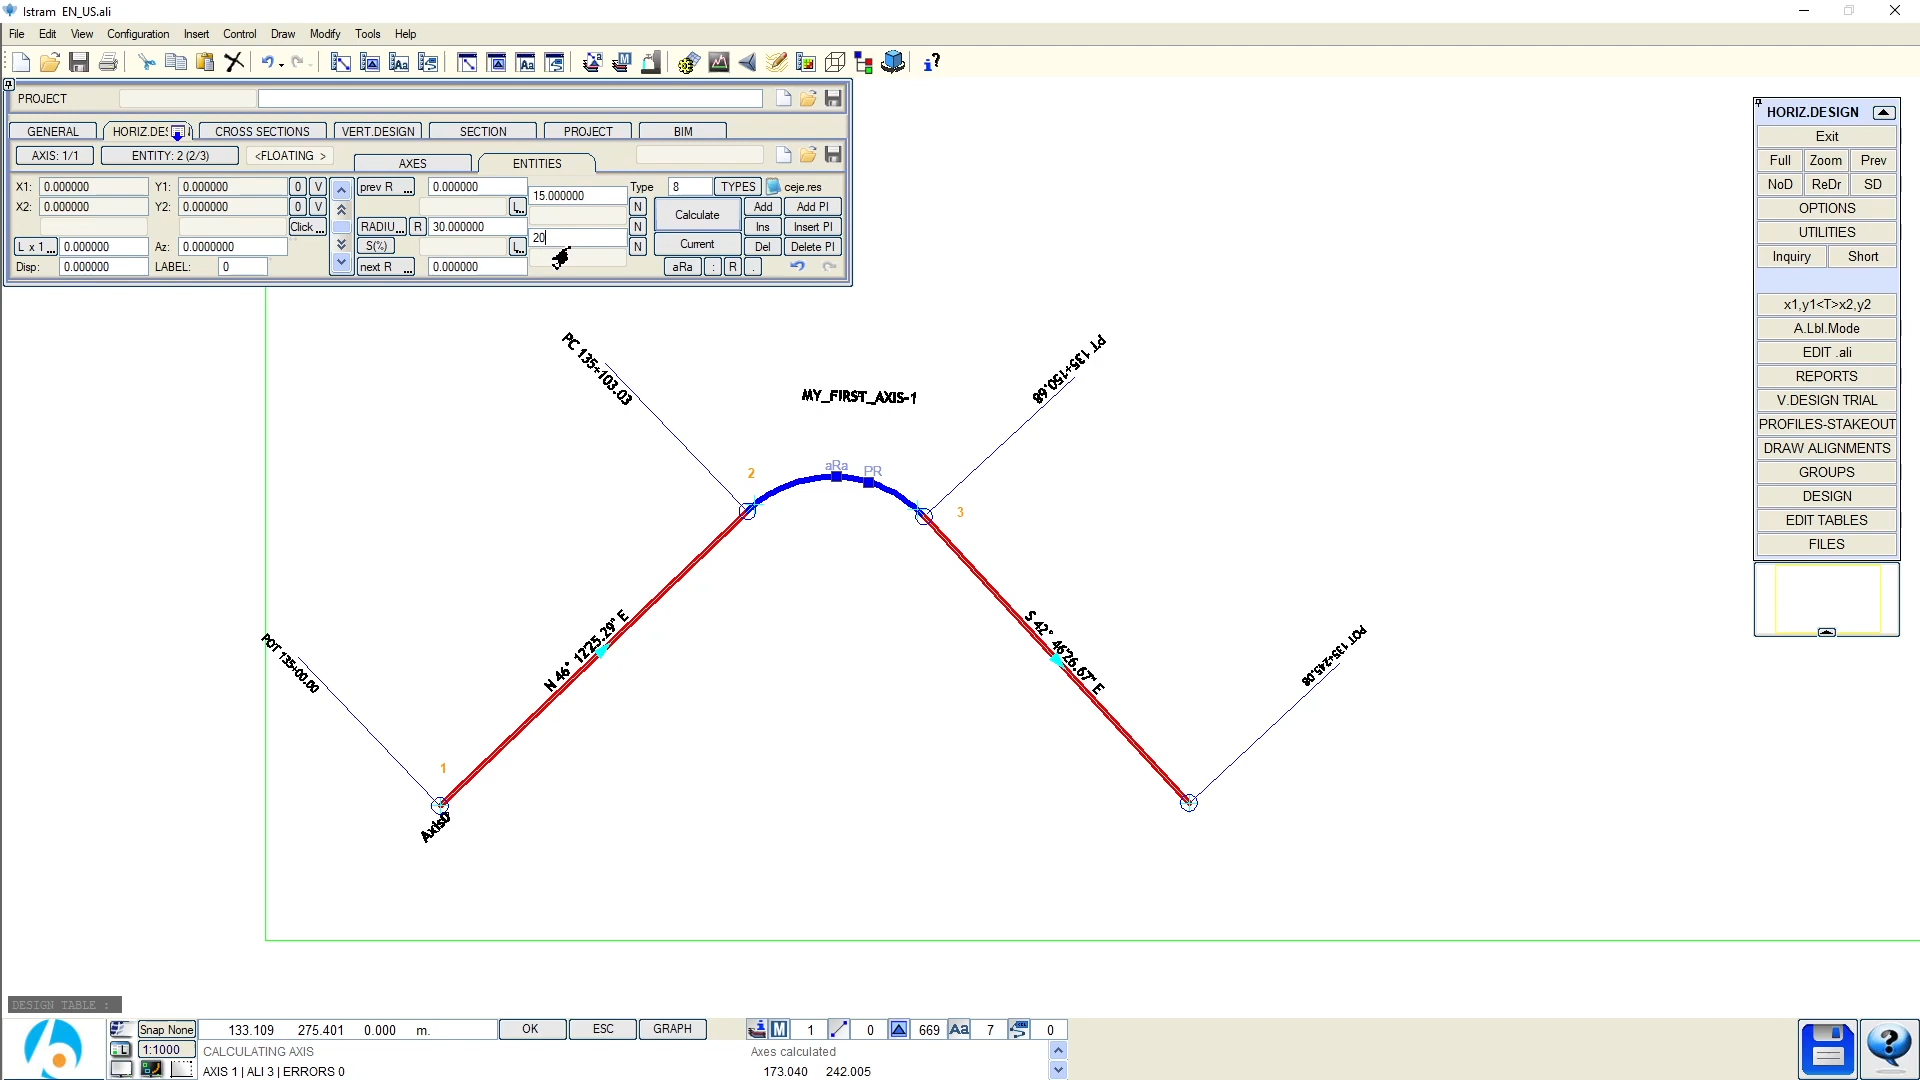 Istram EN_US.ali
File Edit View Configuration Insert Control Draw Modify Tools Help
PROJECT
GENERAL HORIZ.DES CROSS SECTIONS VERT.DESIGN SECTION PROJECT BIM
AXIS: 1/1 ENTITY: 2 (2/3) <FLOATING > AXES ENTITIES
X1: 0.000000 Y1: 0.000000 0 V prev R ... 0.000000 15.000000 Type 8 TYPES ceje.res
X2: 0.000000 Y2: 0.000000 0 V L... N Calculate Add Add PI
Click ... RADIU... R 30.000000 20 N Ins Insert PI
L x 1 ... 0.000000 Az: 0.0000000 S(%) L... N Current Del Delete PI
Disp: 0.000000 LABEL: 0 next R ... 0.000000 aRa : R .
HORIZ.DESIGN
Exit
Full Zoom Prev
NoD ReDr SD
OPTIONS
UTILITIES
Inquiry Short
x1,y1<T>x2,y2
A.Lbl.Mode
EDIT .ali
REPORTS
V.DESIGN TRIAL
PROFILES-STAKEOUT
DRAW ALIGNMENTS
GROUPS
DESIGN
EDIT TABLES
FILES
PC 135+103.03
PT 135+150.68
MY_FIRST_AXIS-1
aRa PR
2
3
N 46° 12'25.29" E
S 42° 46'26.67" E
POT 135+00.00
POT 135+245.08
1
Axis0
DESIGN TABLE :
Snap None 133.109 275.401 0.000 m. OK ESC GRAPH M 1 0 669 Aa 7 0
1:1000 CALCULATING AXIS Axes calculated
AXIS 1 | ALI 3 | ERRORS 0 173.040 242.005